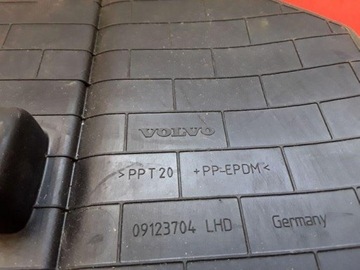 VOLVO
>PPT20 +PP-EPDM<
09123704 LHD Germany